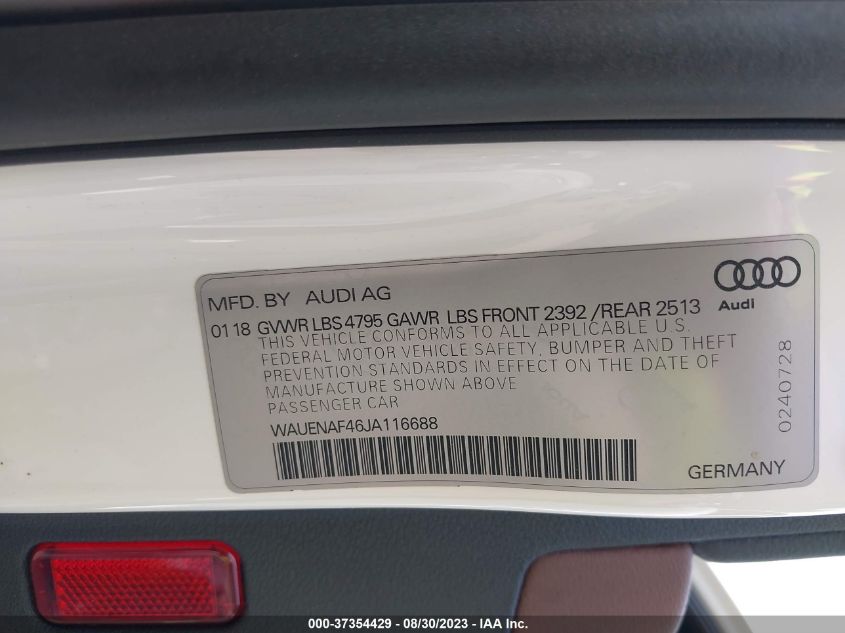 MFD. BY AUDI AG
Audi
01 18 GVWR LBS 4795 GAWR LBS FRONT 2392 /REAR 2513
THIS VEHICLE CONFORMS TO ALL APPLICABLE U.S.
FEDERAL MOTOR VEHICLE SAFETY, BUMPER AND THEFT
PREVENTION STANDARDS IN EFFECT ON THE DATE OF
MANUFACTURE SHOWN ABOVE
PASSENGER CAR
WAUENAF46JA116688
0240728
GERMANY
000-37354429 - 08/30/2023 - IAA Inc.